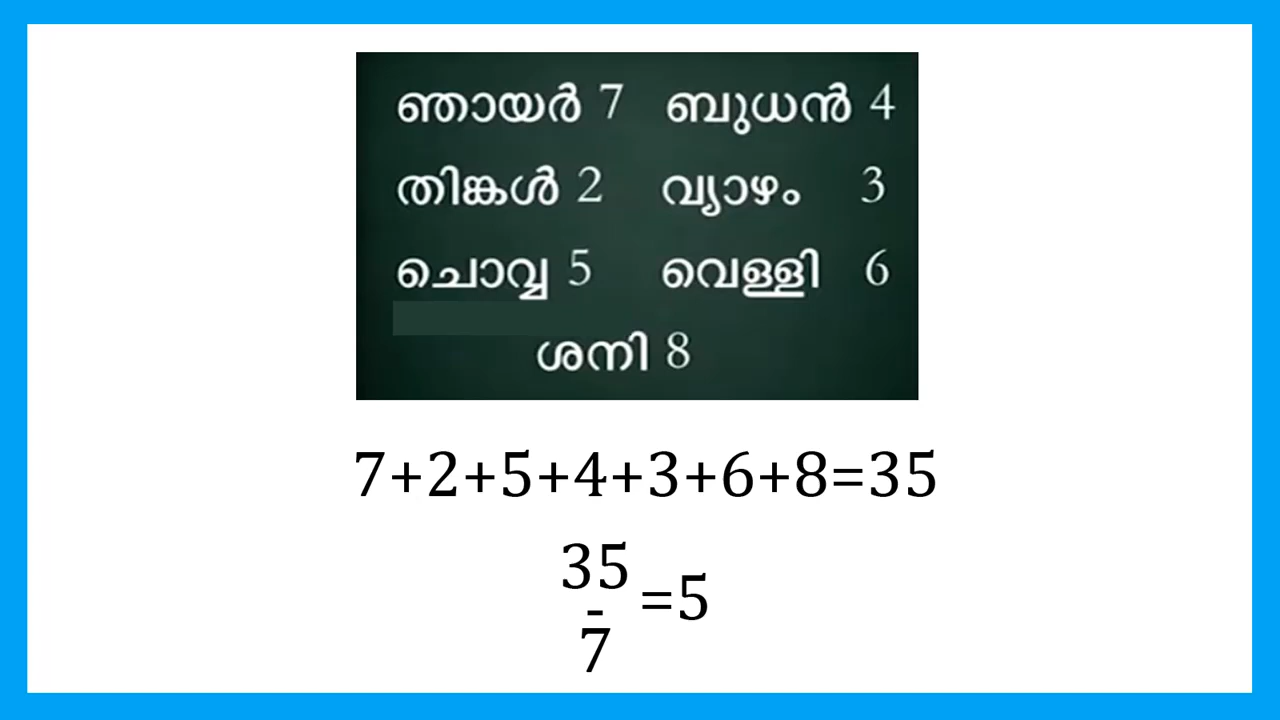 ഞായർ 7 ബുധൻ 4
തിങ്കൾ 2 വ്യാഴം 3
ചൊവ്വ 5 വെള്ളി 6
ശനി 8
7+2+5+4+3+6+8=35
35
- =5
7